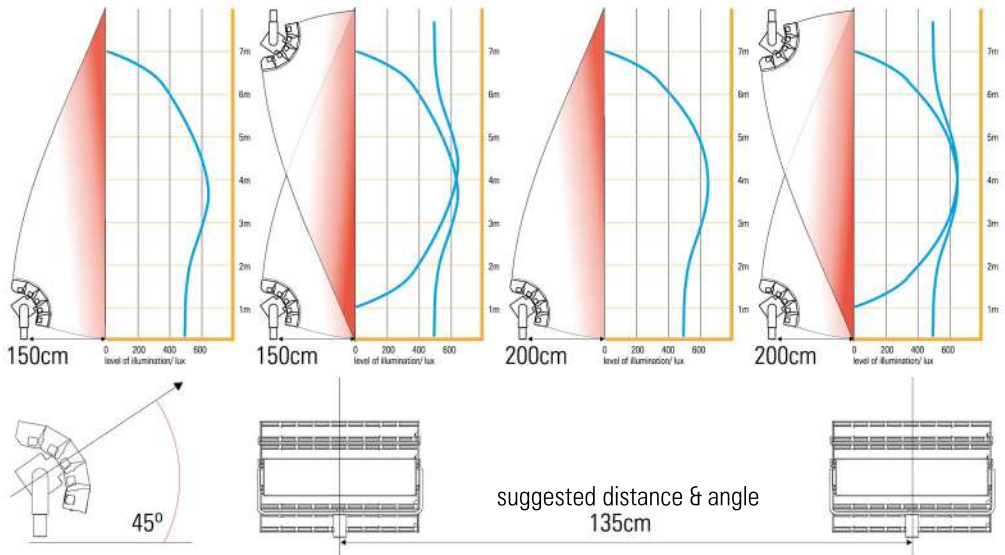 7m 7m 7m 7m
6m 6m 6m 6m
5m 5m 5m 5m
4m 4m 4m 4m
3m 3m 3m 3m
2m 2m 2m 2m
1m 1m 1m 1m
150cm 0 200 400 600 150cm 0 200 400 600 200cm 0 200 400 600 200cm 0 200 400 600
level of illumination/ lux level of illumination/ lux level of illumination/ lux level of illumination/ lux
suggested distance & angle
45º 135cm